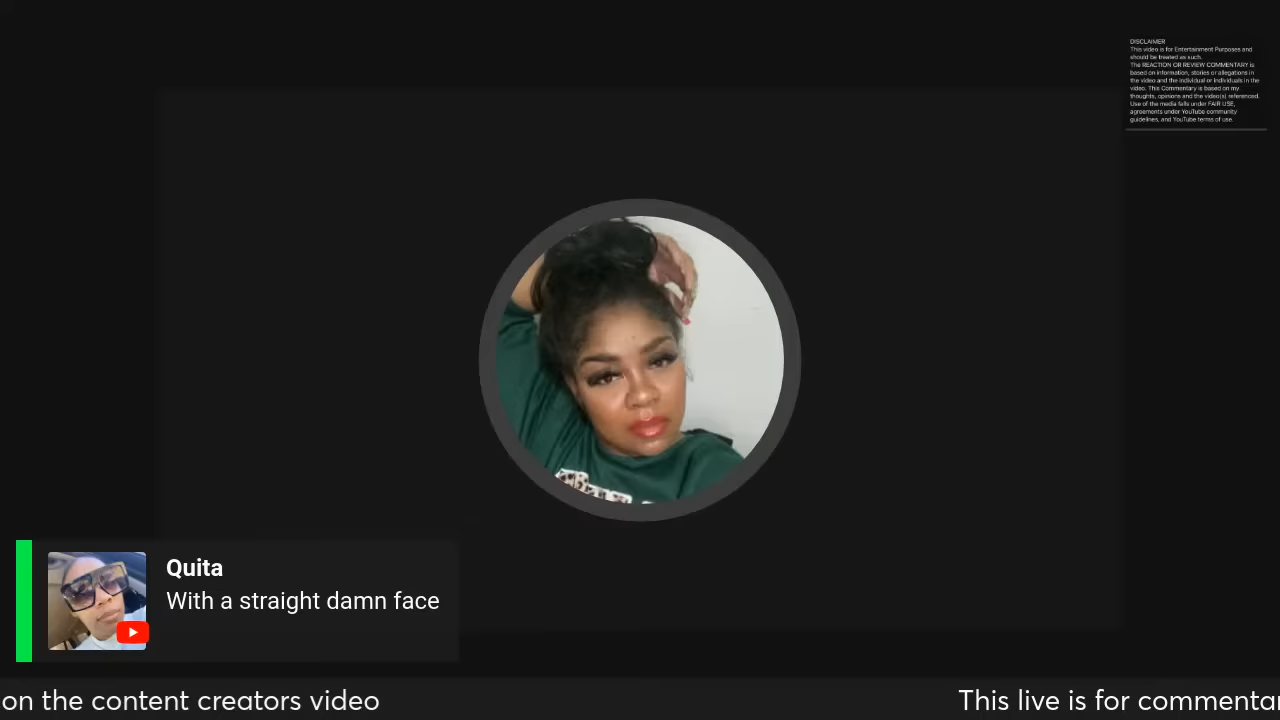 DISCLAIMER
This video is for Entertainment Purposes and
should be treated as such.
The REACTION OR REVIEW COMMENTARY is
based on information, stories or allegations in
the video and the individual or individuals in the
video. This Commentary is based on my
thoughts, opinions and the video(s) referenced.
Use of the media falls under FAIR USE,
agreements under YouTube community
guidelines, and YouTube terms of use.
Quita
With a straight damn face
on the content creators video
This live is for commentar